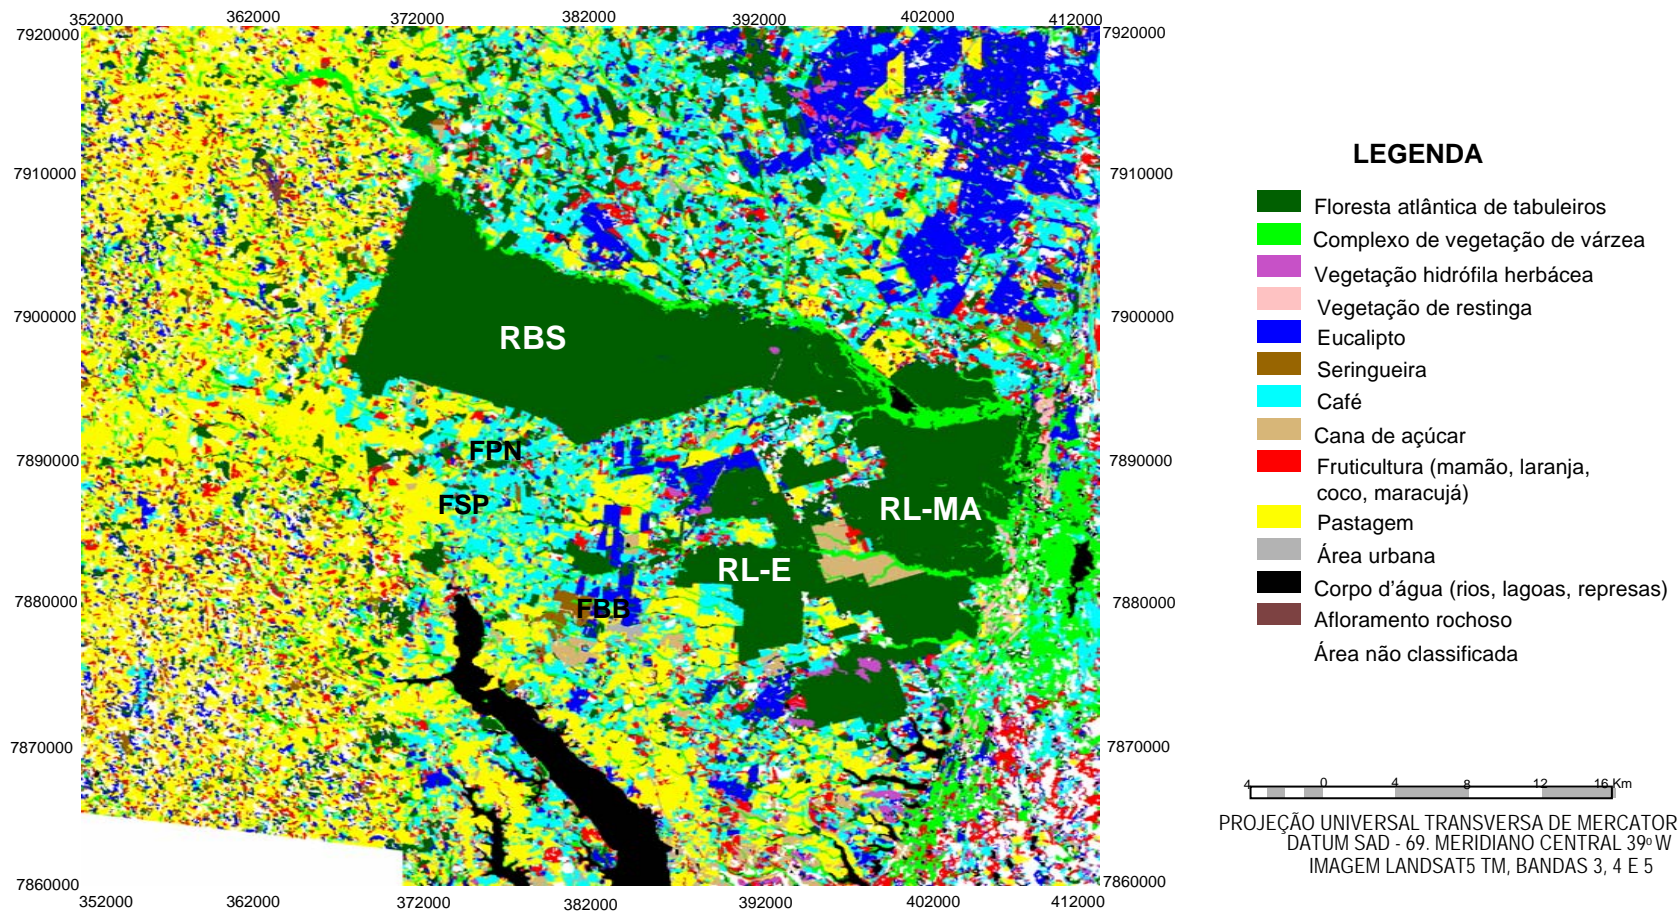 352000 362000 372000 382000 392000 402000 412000
7920000 7920000
7910000 7910000
7900000 7900000
7890000 7890000
7880000 7880000
7870000 7870000
7860000 7860000
352000 362000 372000 382000 392000 402000 412000
RBS
FPN
FSP
RL-MA
RL-E
FBB
LEGENDA
Floresta atlântica de tabuleiros
Complexo de vegetação de várzea
Vegetação hidrófila herbácea
Vegetação de restinga
Eucalipto
Seringueira
Café
Cana de açúcar
Fruticultura (mamão, laranja,
coco, maracujá)
Pastagem
Área urbana
Corpo d'água (rios, lagoas, represas)
Afloramento rochoso
Área não classificada
4 0 4 8 12 16 Km
PROJEÇÃO UNIVERSAL TRANSVERSA DE MERCATOR
DATUM SAD - 69. MERIDIANO CENTRAL 39º W
IMAGEM LANDSAT5 TM, BANDAS 3, 4 E 5